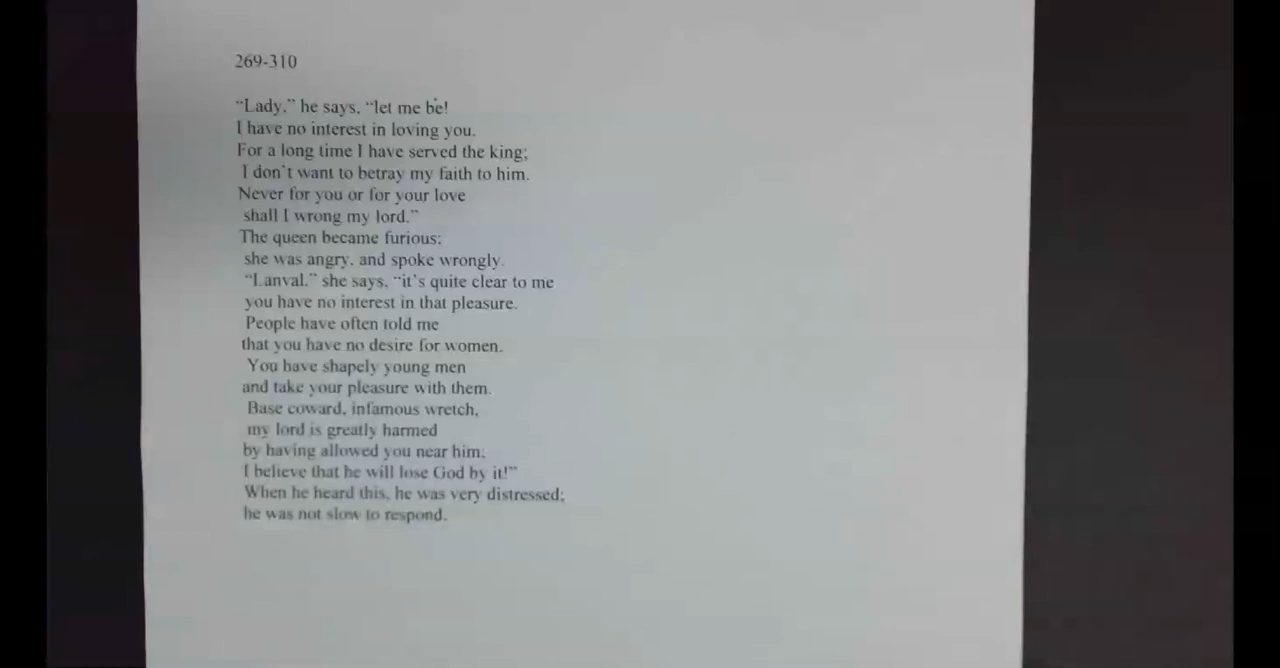 269-310
“Lady,” he says, “let me be!
I have no interest in loving you.
For a long time I have served the king;
I don't want to betray my faith to him.
Never for you or for your love
shall I wrong my lord.”
The queen became furious;
she was angry, and spoke wrongly.
“Lanval,” she says, “it's quite clear to me
you have no interest in that pleasure.
People have often told me
that you have no desire for women.
You have shapely young men
and take your pleasure with them.
Base coward, infamous wretch,
my lord is greatly harmed
by having allowed you near him;
I believe that he will lose God by it!”
When he heard this, he was very distressed;
he was not slow to respond.